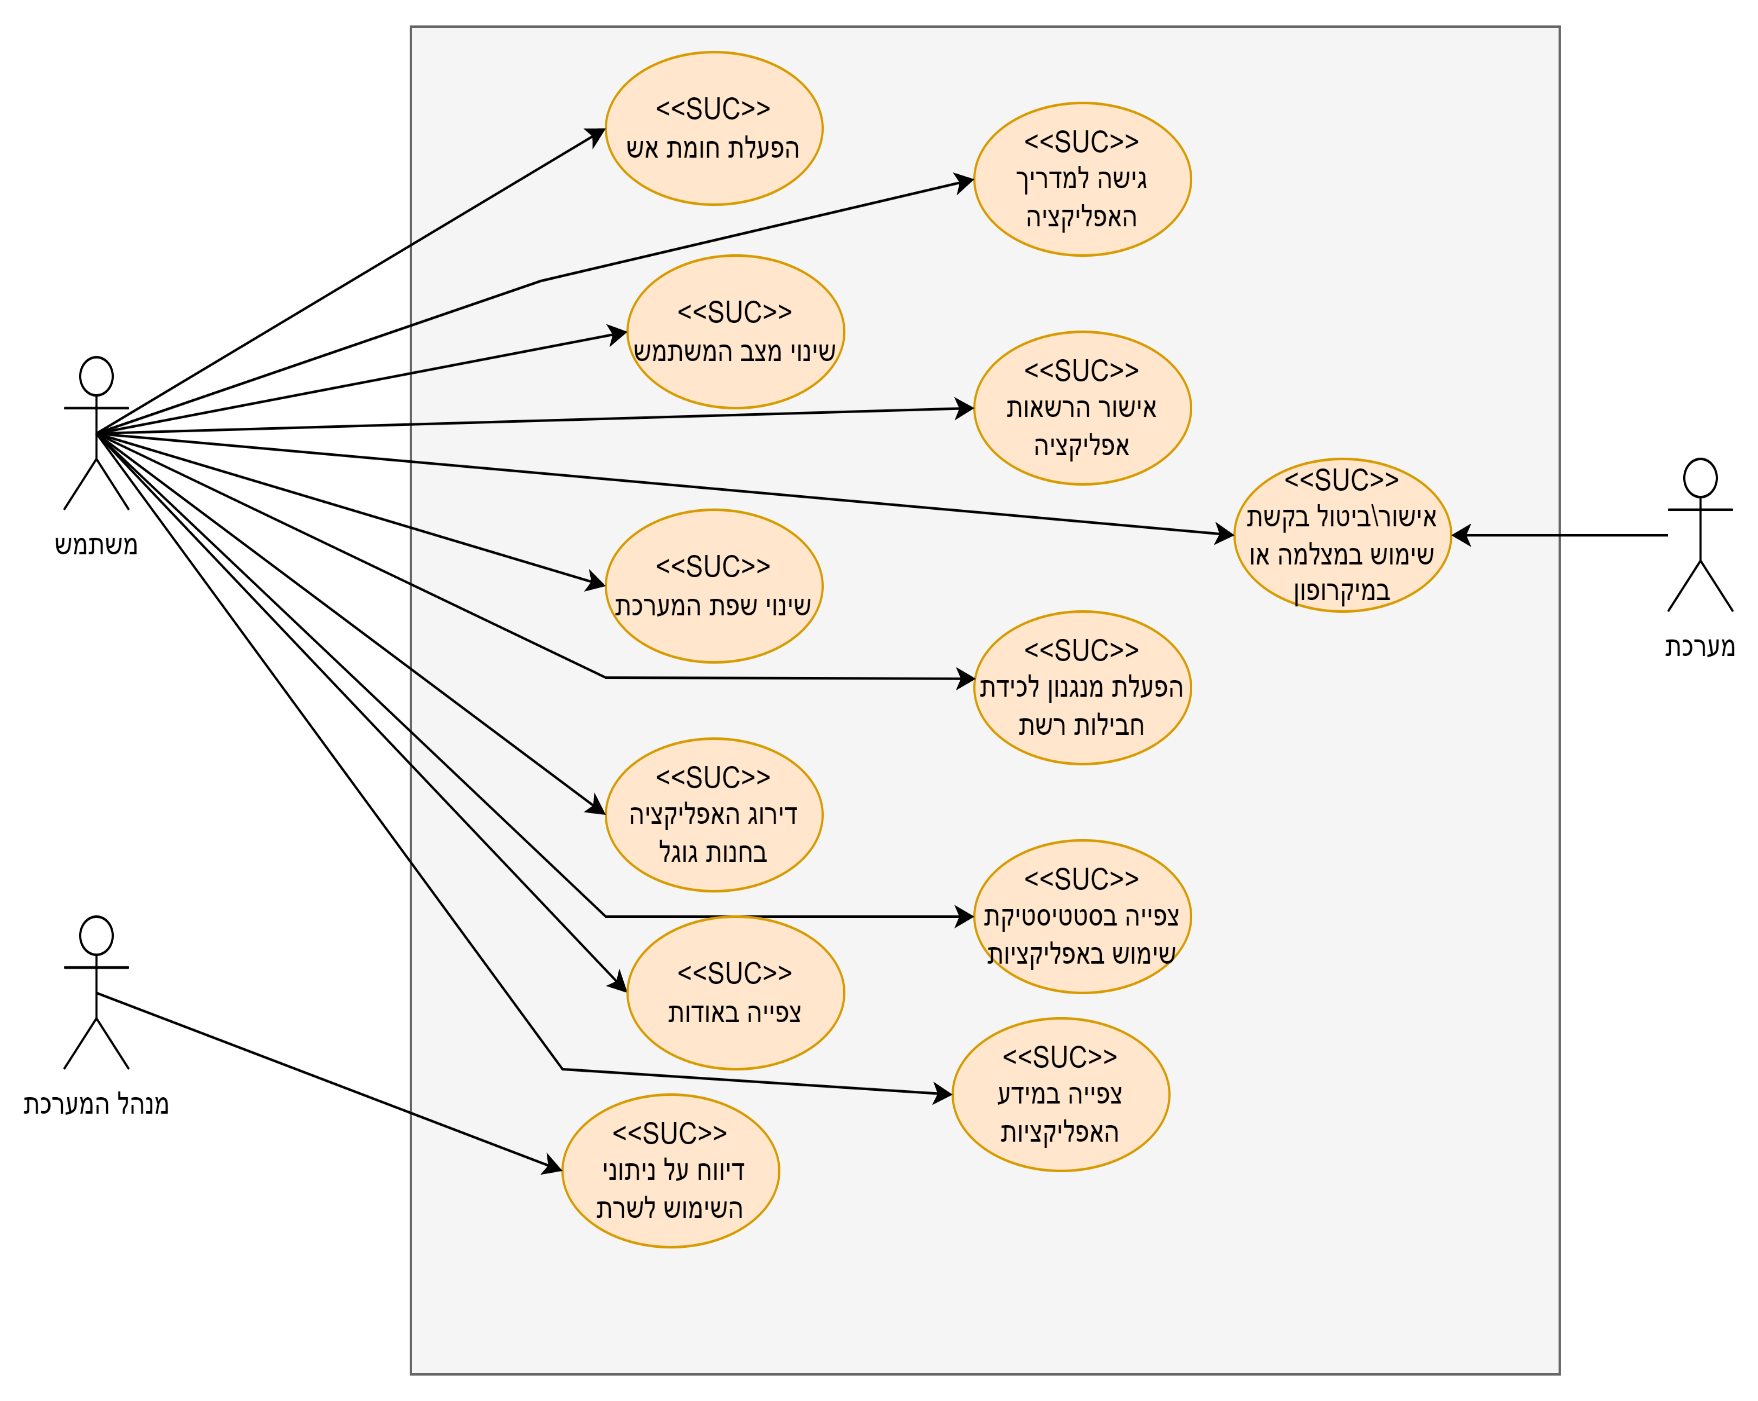 <<SUC>>
הפעלת חומת אש
<<SUC>>
גישה למדריך
האפליקציה
<<SUC>>
שינוי מצב המשתמש
<<SUC>>
אישור הרשאות
אפליקציה
<<SUC>>
אישור\ביטול בקשת
שימוש במצלמה או
במיקרופון
משתמש
מערכת
<<SUC>>
שינוי שפת המערכת
<<SUC>>
הפעלת מנגנון לכידת
חבילות רשת
<<SUC>>
דירוג האפליקציה
בחנות גוגל
<<SUC>>
צפייה בסטטיסטיקת
שימוש באפליקציות
<<SUC>>
צפייה באודות
<<SUC>>
צפייה במידע
האפליקציות
מנהל המערכת
<<SUC>>
דיווח על ניתוני
השימוש לשרת